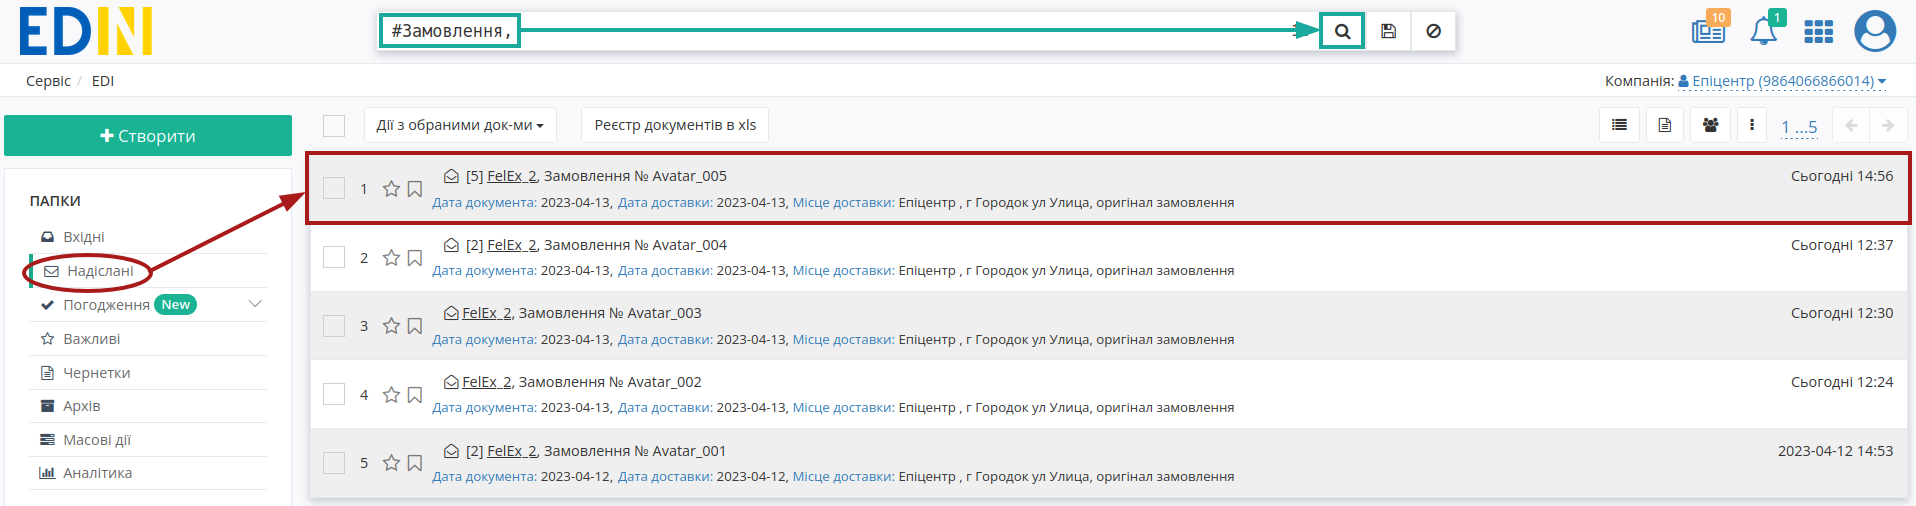 EDIN
#Замовлення,
10
1
Сервіс / EDI
Компанія: Епіцентр (9864066866014)
Створити
Дії з обраними док-ми
Реєстр документів в xls
1 ...5
ПАПКИ
Вхідні
Надіслані
Погодження New
Важливі
Чернетки
Архів
Масові дії
Аналітика
1 [5] FelEx_2, Замовлення № Avatar_005 Сьогодні 14:56
Дата документа: 2023-04-13, Дата доставки: 2023-04-13, Місце доставки: Епіцентр , г Городок ул Улица, оригінал замовлення
2 [2] FelEx_2, Замовлення № Avatar_004 Сьогодні 12:37
Дата документа: 2023-04-13, Дата доставки: 2023-04-13, Місце доставки: Епіцентр , г Городок ул Улица, оригінал замовлення
3 FelEx_2, Замовлення № Avatar_003 Сьогодні 12:30
Дата документа: 2023-04-13, Дата доставки: 2023-04-13, Місце доставки: Епіцентр , г Городок ул Улица, оригінал замовлення
4 FelEx_2, Замовлення № Avatar_002 Сьогодні 12:24
Дата документа: 2023-04-13, Дата доставки: 2023-04-13, Місце доставки: Епіцентр , г Городок ул Улица, оригінал замовлення
5 [2] FelEx_2, Замовлення № Avatar_001 2023-04-12 14:53
Дата документа: 2023-04-12, Дата доставки: 2023-04-12, Місце доставки: Епіцентр , г Городок ул Улица, оригінал замовлення